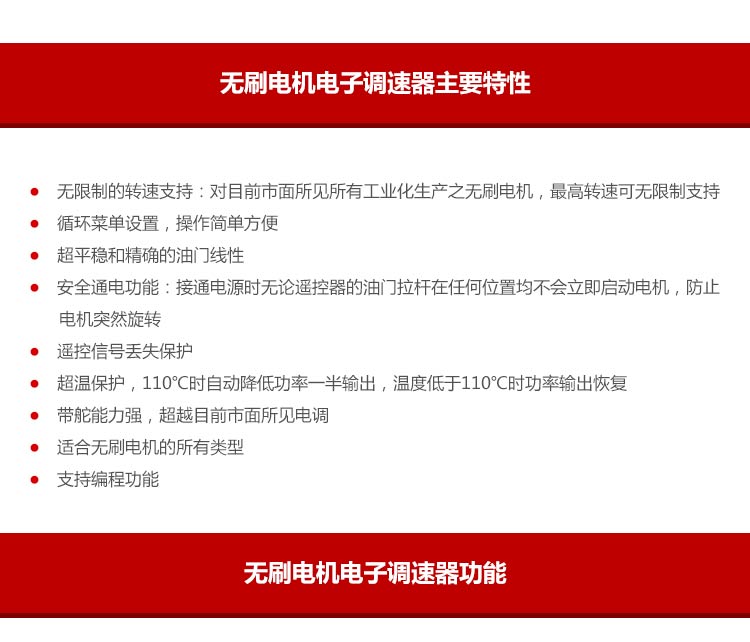 无刷电机电子调速器主要特性
● 无限制的转速支持：对目前市面所见所有工业化生产之无刷电机，最高转速可无限制支持
● 循环菜单设置，操作简单方便
● 超平稳和精确的油门线性
● 安全通电功能：接通电源时无论遥控器的油门拉杆在任何位置均不会立即启动电机，防止
电机突然旋转
● 遥控信号丢失保护
● 超温保护，110℃时自动降低功率一半输出，温度低于110℃时功率输出恢复
● 带舵能力强，超越目前市面所见电调
● 适合无刷电机的所有类型
● 支持编程功能
无刷电机电子调速器功能